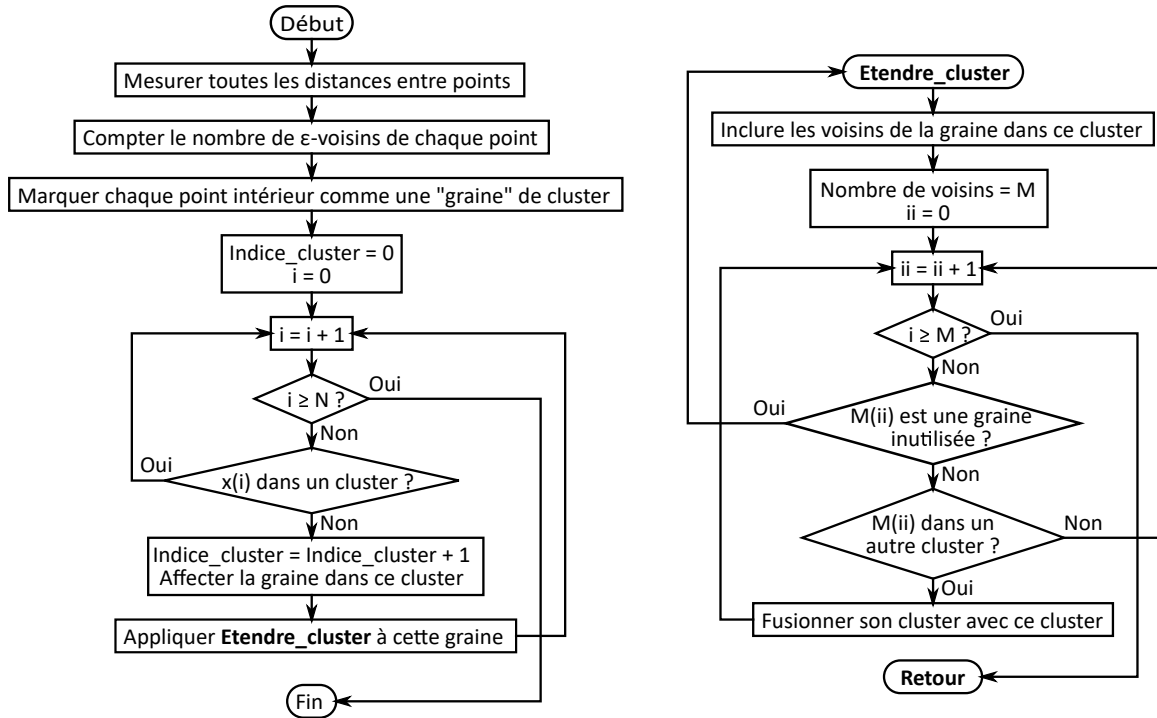 Début
Mesurer toutes les distances entre points
Compter le nombre de ε-voisins de chaque point
Marquer chaque point intérieur comme une "graine" de cluster
Indice_cluster = 0
i = 0
i = i + 1
i ≥ N ?
Oui
Non
Oui
x(i) dans un cluster ?
Non
Indice_cluster = Indice_cluster + 1
Affecter la graine dans ce cluster
Appliquer Etendre_cluster à cette graine
Fin
Etendre_cluster
Inclure les voisins de la graine dans ce cluster
Nombre de voisins = M
ii = 0
ii = ii + 1
i ≥ M ?
Oui
Non
Oui
M(ii) est une graine
inutilisée ?
Non
M(ii) dans un
autre cluster ?
Non
Oui
Fusionner son cluster avec ce cluster
Retour